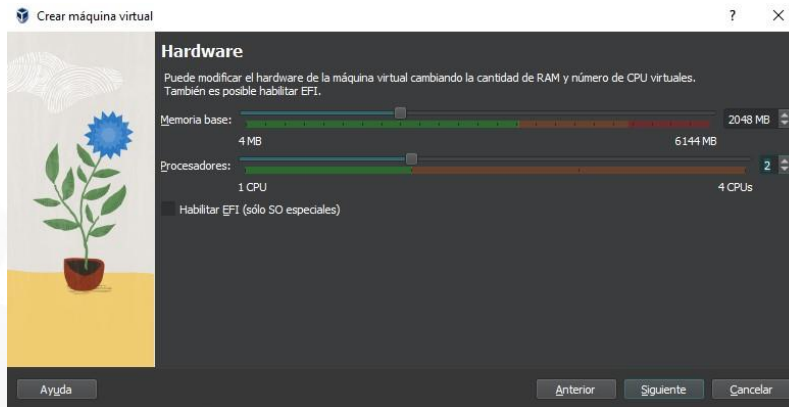 Crear máquina virtual
?
Hardware
Puede modificar el hardware de la máquina virtual cambiando la cantidad de RAM y número de CPU virtuales.
También es posible habilitar EFI.
Memoria base:
2048 MB
4 MB
6144 MB
Procesadores:
2
1 CPU
4 CPUs
Habilitar EFI (sólo SO especiales)
Ayuda
Anterior
Siguiente
Cancelar